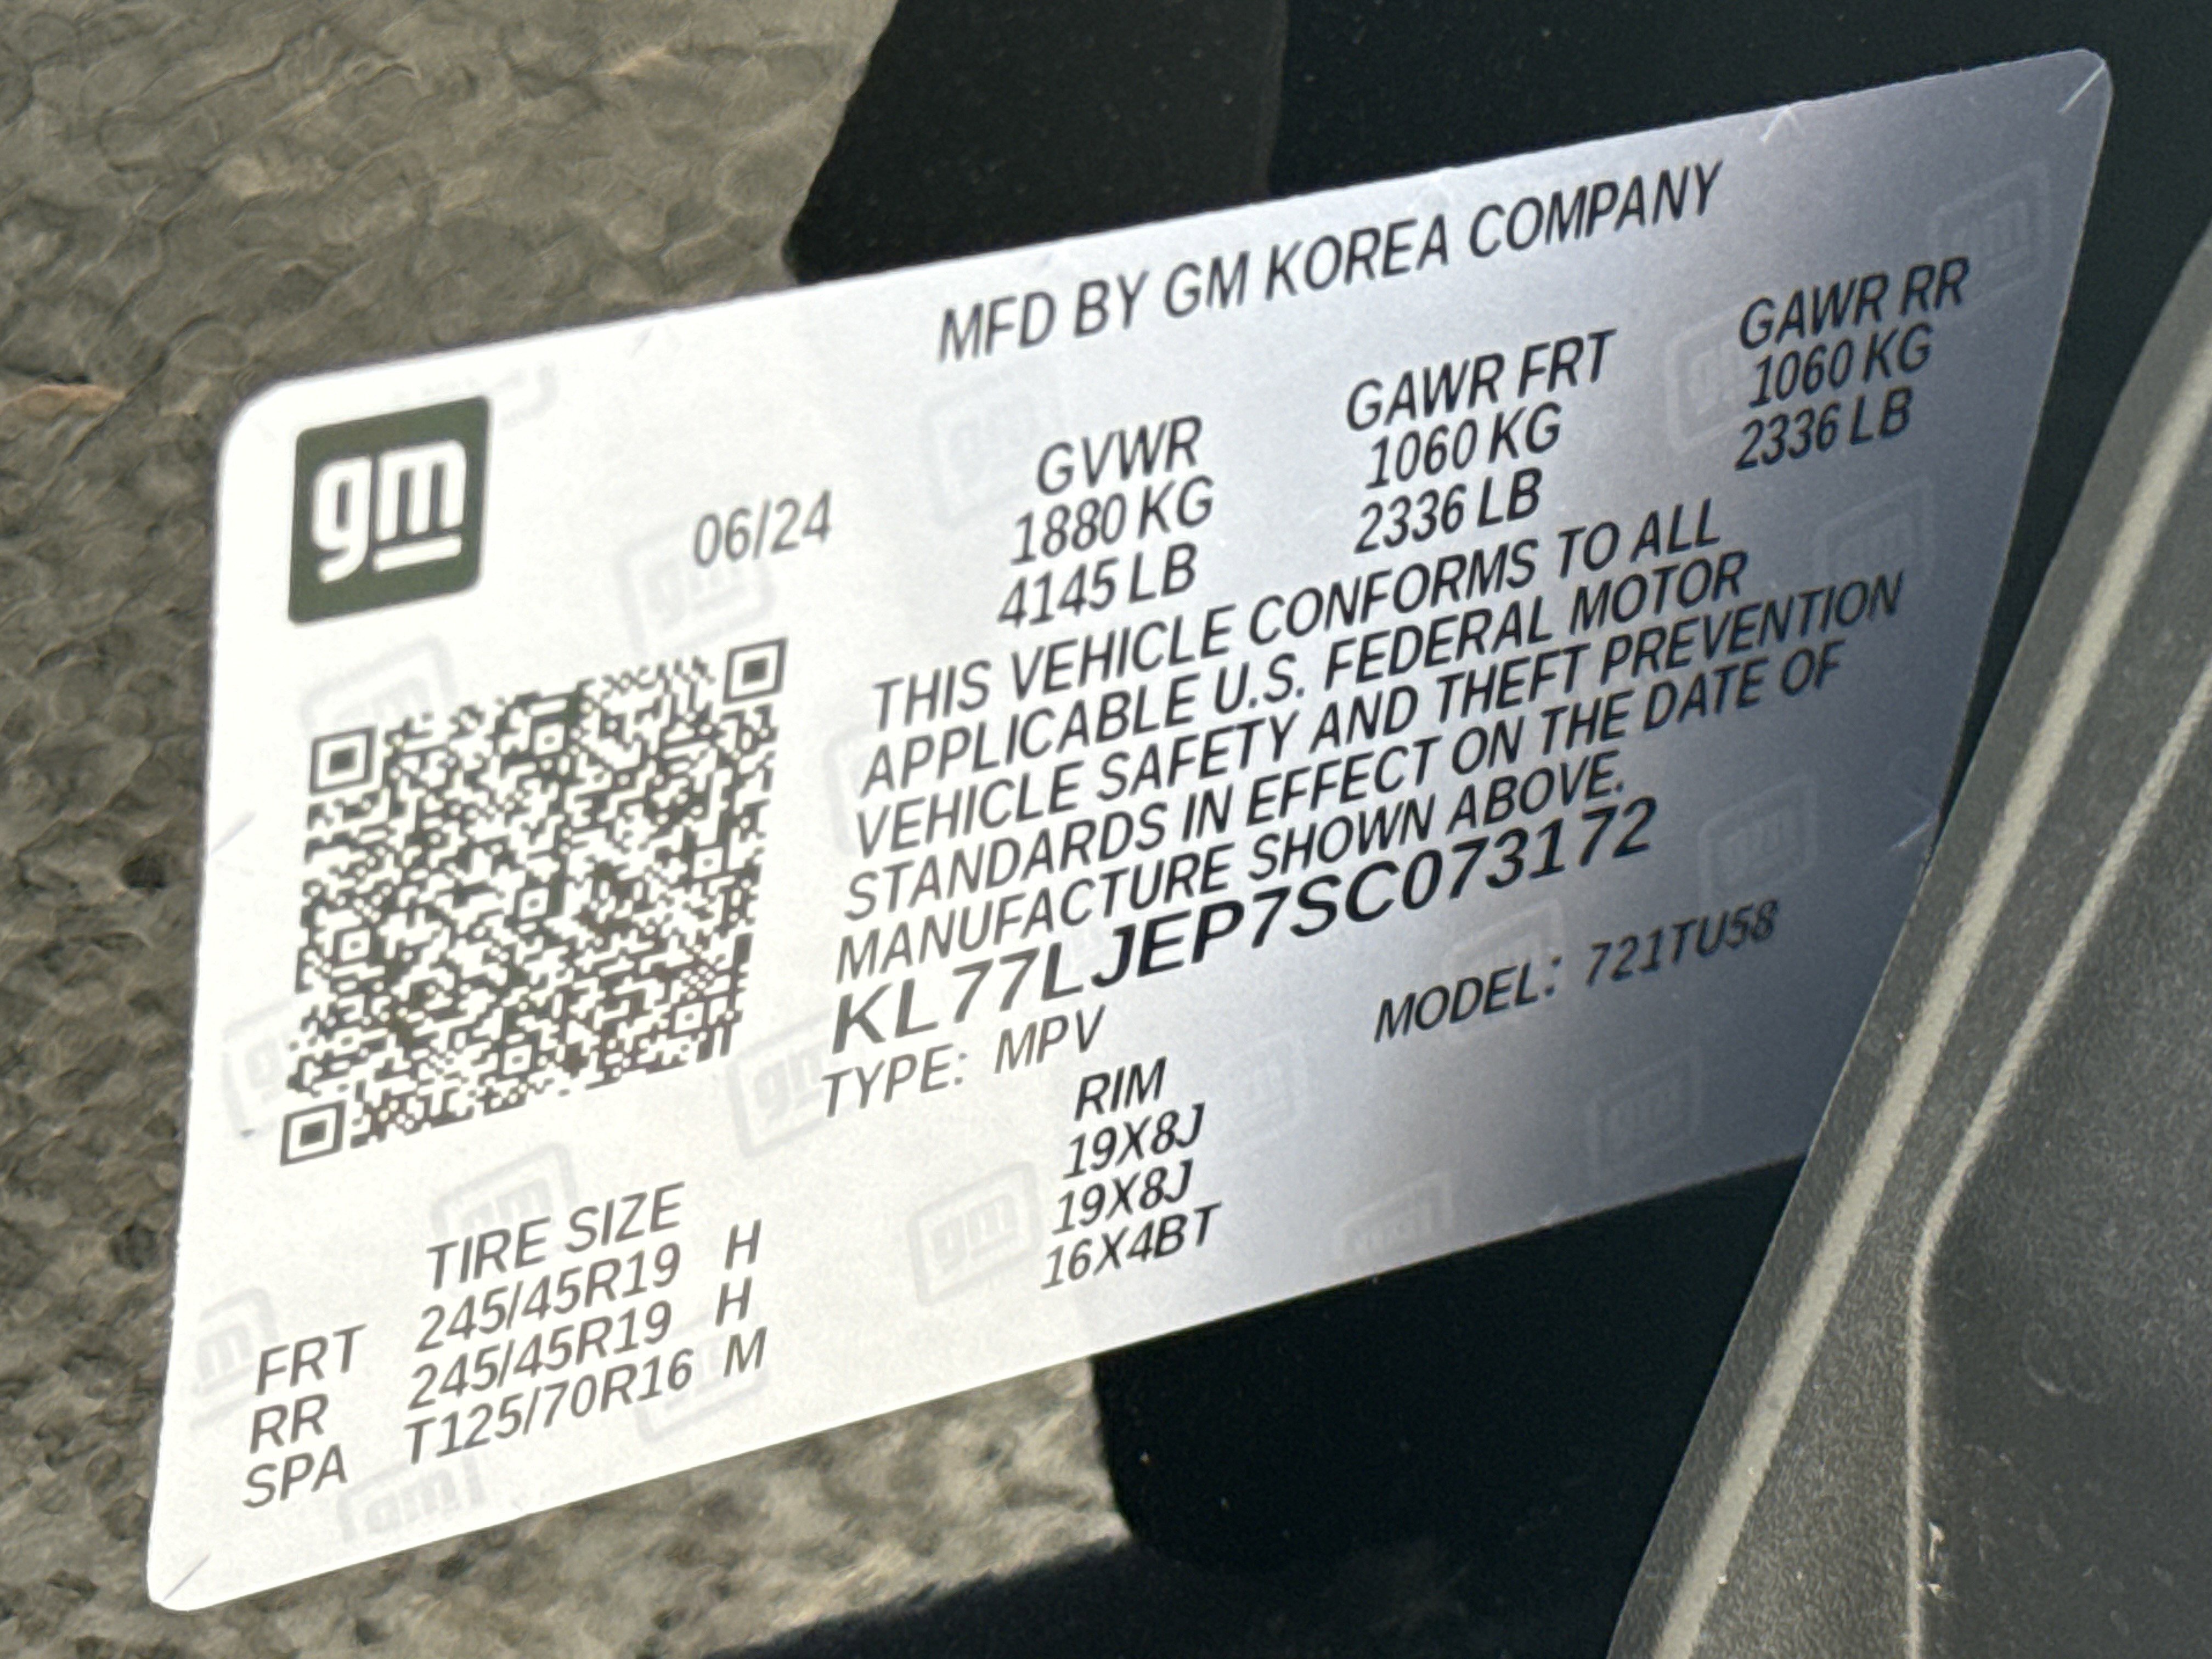 MFD BY GM KOREA COMPANY
gm
06/24
GVWR GAWR FRT GAWR RR
1880 KG 1060 KG 1060 KG
4145 LB 2336 LB 2336 LB
THIS VEHICLE CONFORMS TO ALL
APPLICABLE U.S. FEDERAL MOTOR
VEHICLE SAFETY AND THEFT PREVENTION
STANDARDS IN EFFECT ON THE DATE OF
MANUFACTURE SHOWN ABOVE.
KL77LJEP7SC073172
TYPE: MPV MODEL: 721TU58
TIRE SIZE RIM
FRT 245/45R19 H 19X8J
RR 245/45R19 H 19X8J
SPA T125/70R16 M 16X4BT